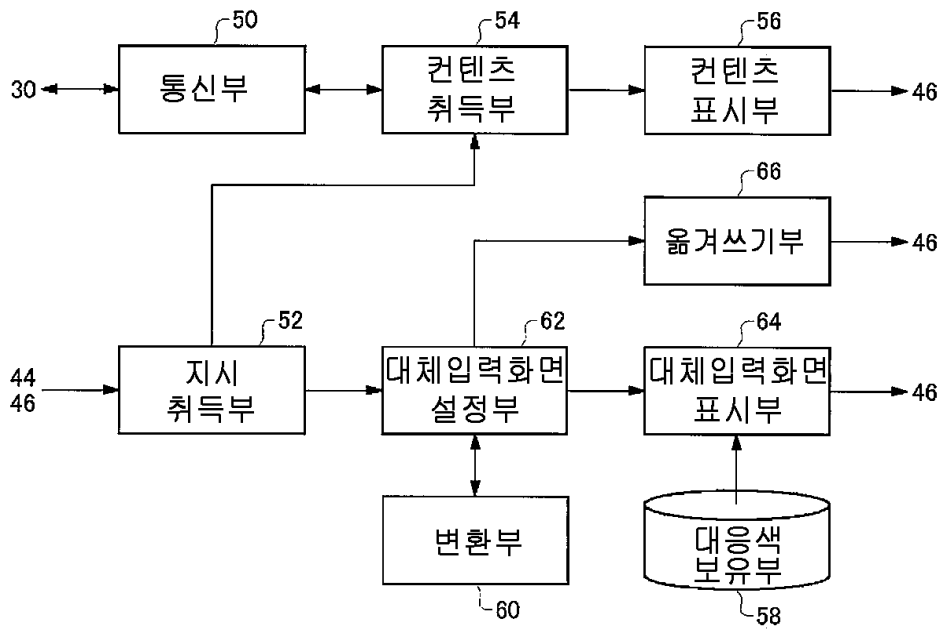 50
54
56
30
통신부
컨텐츠
취득부
컨텐츠
표시부
46
66
옮겨쓰기부
46
52
62
64
44
46
지시
취득부
대체입력화면
설정부
대체입력화면
표시부
46
변환부
60
대응색
보유부
58